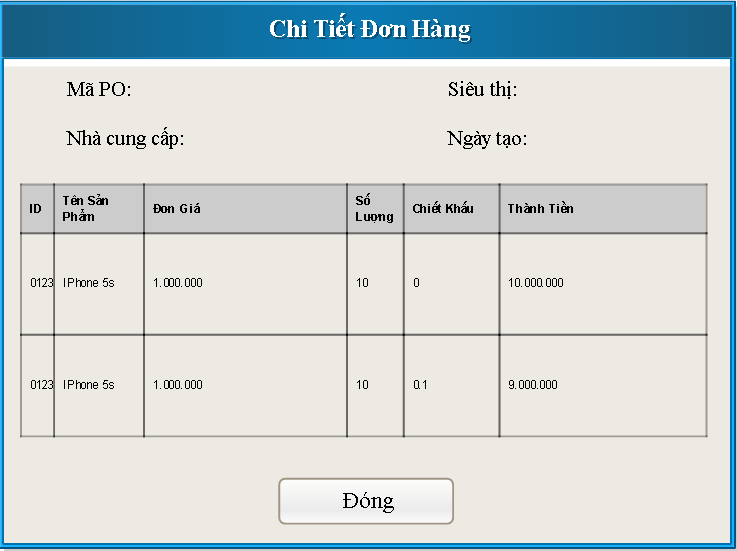 Chi Tiết Đơn Hàng
Mã PO: Siêu thị:
Nhà cung cấp: Ngày tạo:
ID Tên Sản Phẩm Đơn Giá Số Lượng Chiết Khấu Thành Tiền
0123 IPhone 5s 1.000.000 10 0 10.000.000
0123 IPhone 5s 1.000.000 10 0.1 9.000.000
Đóng